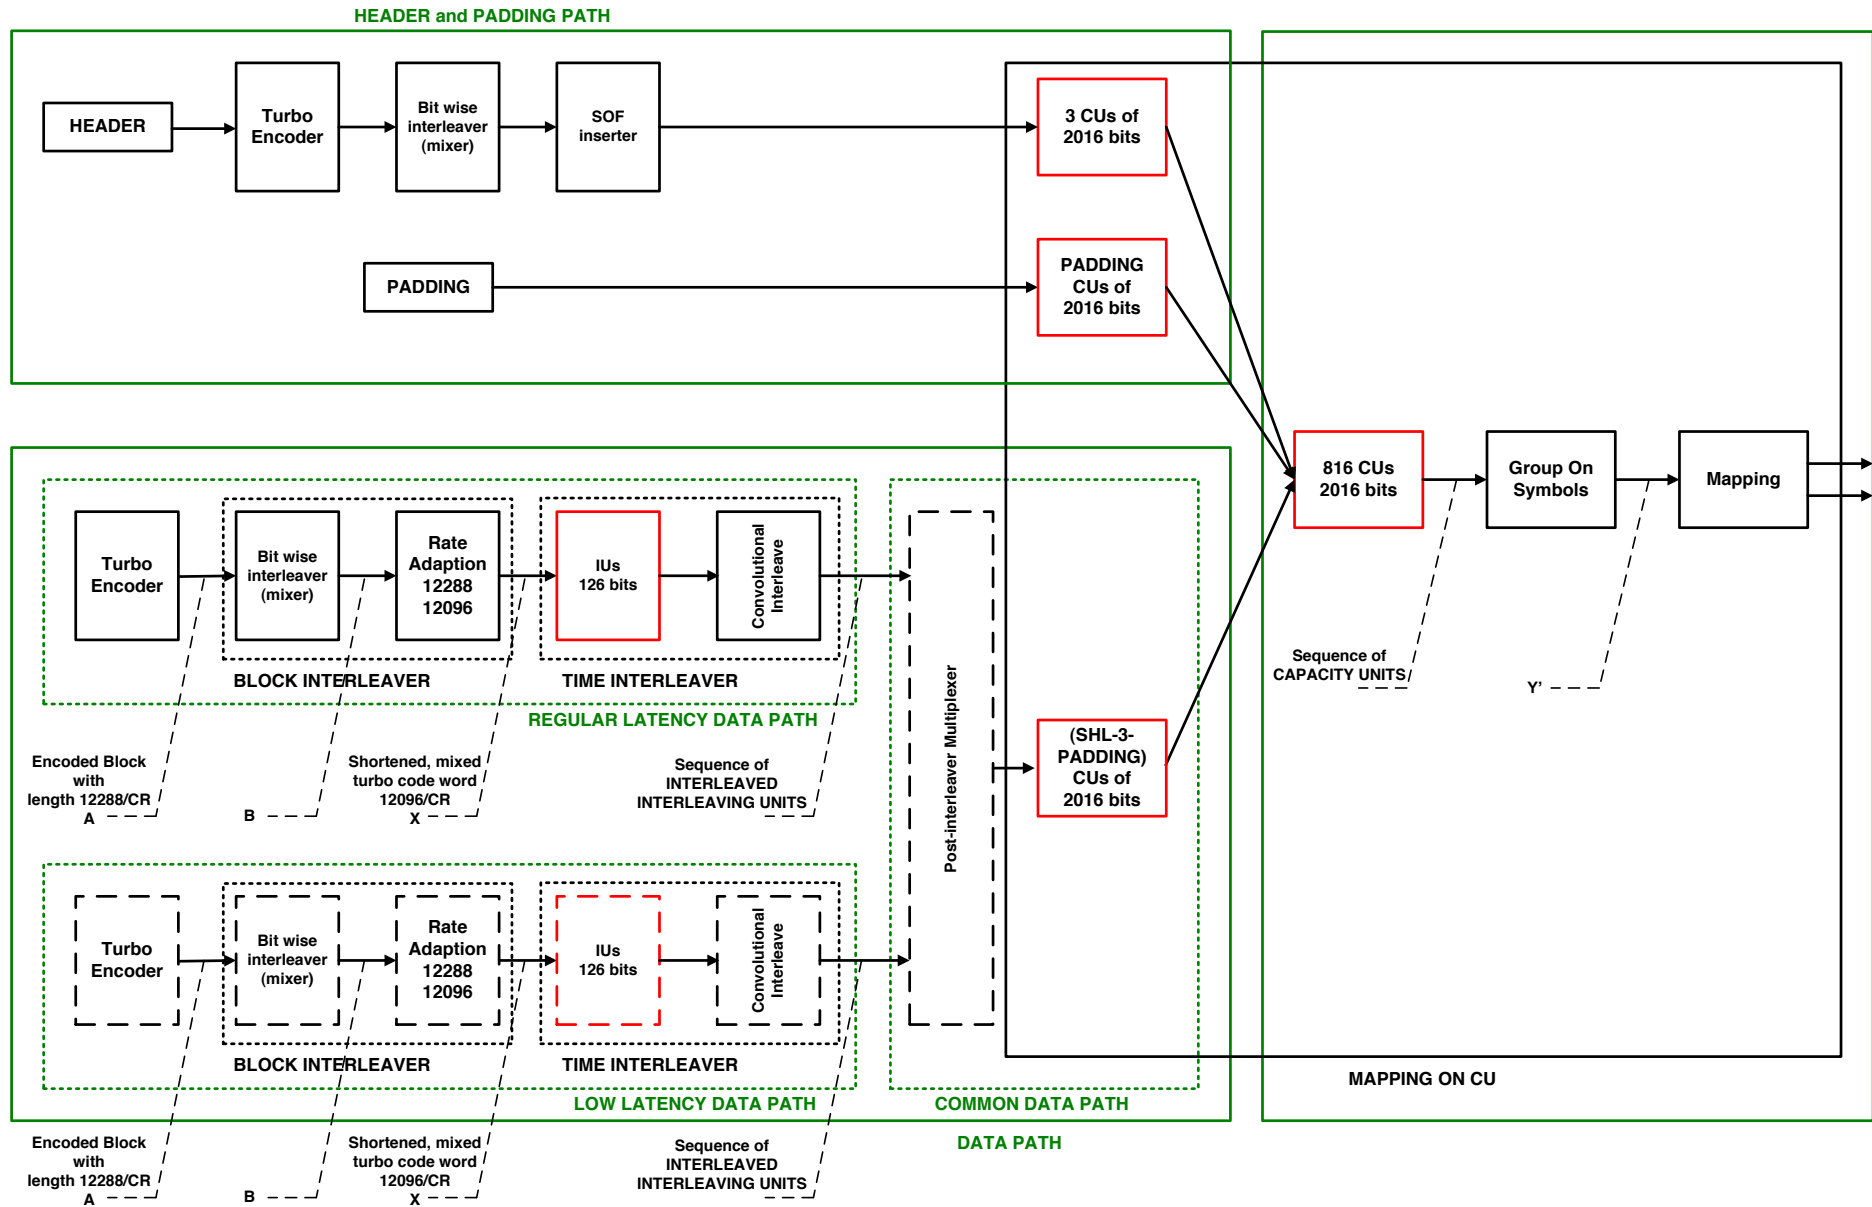 HEADER and PADDING PATH
HEADER
Turbo
Encoder
Bit wise
interleaver
(mixer)
SOF
inserter
3 CUs of
2016 bits
PADDING
PADDING
CUs of
2016 bits
816 CUs
2016 bits
Group On
Symbols
Mapping
Sequence of
CAPACITY UNITS
Y’
Turbo
Encoder
Bit wise
interleaver
(mixer)
Rate
Adaption
12288
12096
IUs
126 bits
Convolutional
Interleave
BLOCK INTERLEAVER
TIME INTERLEAVER
REGULAR LATENCY DATA PATH
Encoded Block
with
length 12288/CR
A
B
Shortened, mixed
turbo code word
12096/CR
X
Sequence of
INTERLEAVED
INTERLEAVING UNITS
Post-interleaver Multiplexer
(SHL-3-
PADDING)
CUs of
2016 bits
Turbo
Encoder
Bit wise
interleaver
(mixer)
Rate
Adaption
12288
12096
IUs
126 bits
Convolutional
Interleave
BLOCK INTERLEAVER
TIME INTERLEAVER
LOW LATENCY DATA PATH
COMMON DATA PATH
MAPPING ON CU
DATA PATH
Encoded Block
with
length 12288/CR
A
B
Shortened, mixed
turbo code word
12096/CR
X
Sequence of
INTERLEAVED
INTERLEAVING UNITS